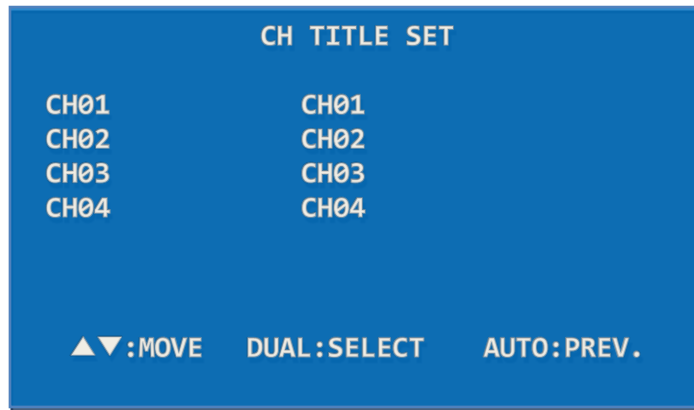 CH TITLE SET
CH01 CH01
CH02 CH02
CH03 CH03
CH04 CH04
▲▼:MOVE DUAL:SELECT AUTO:PREV.